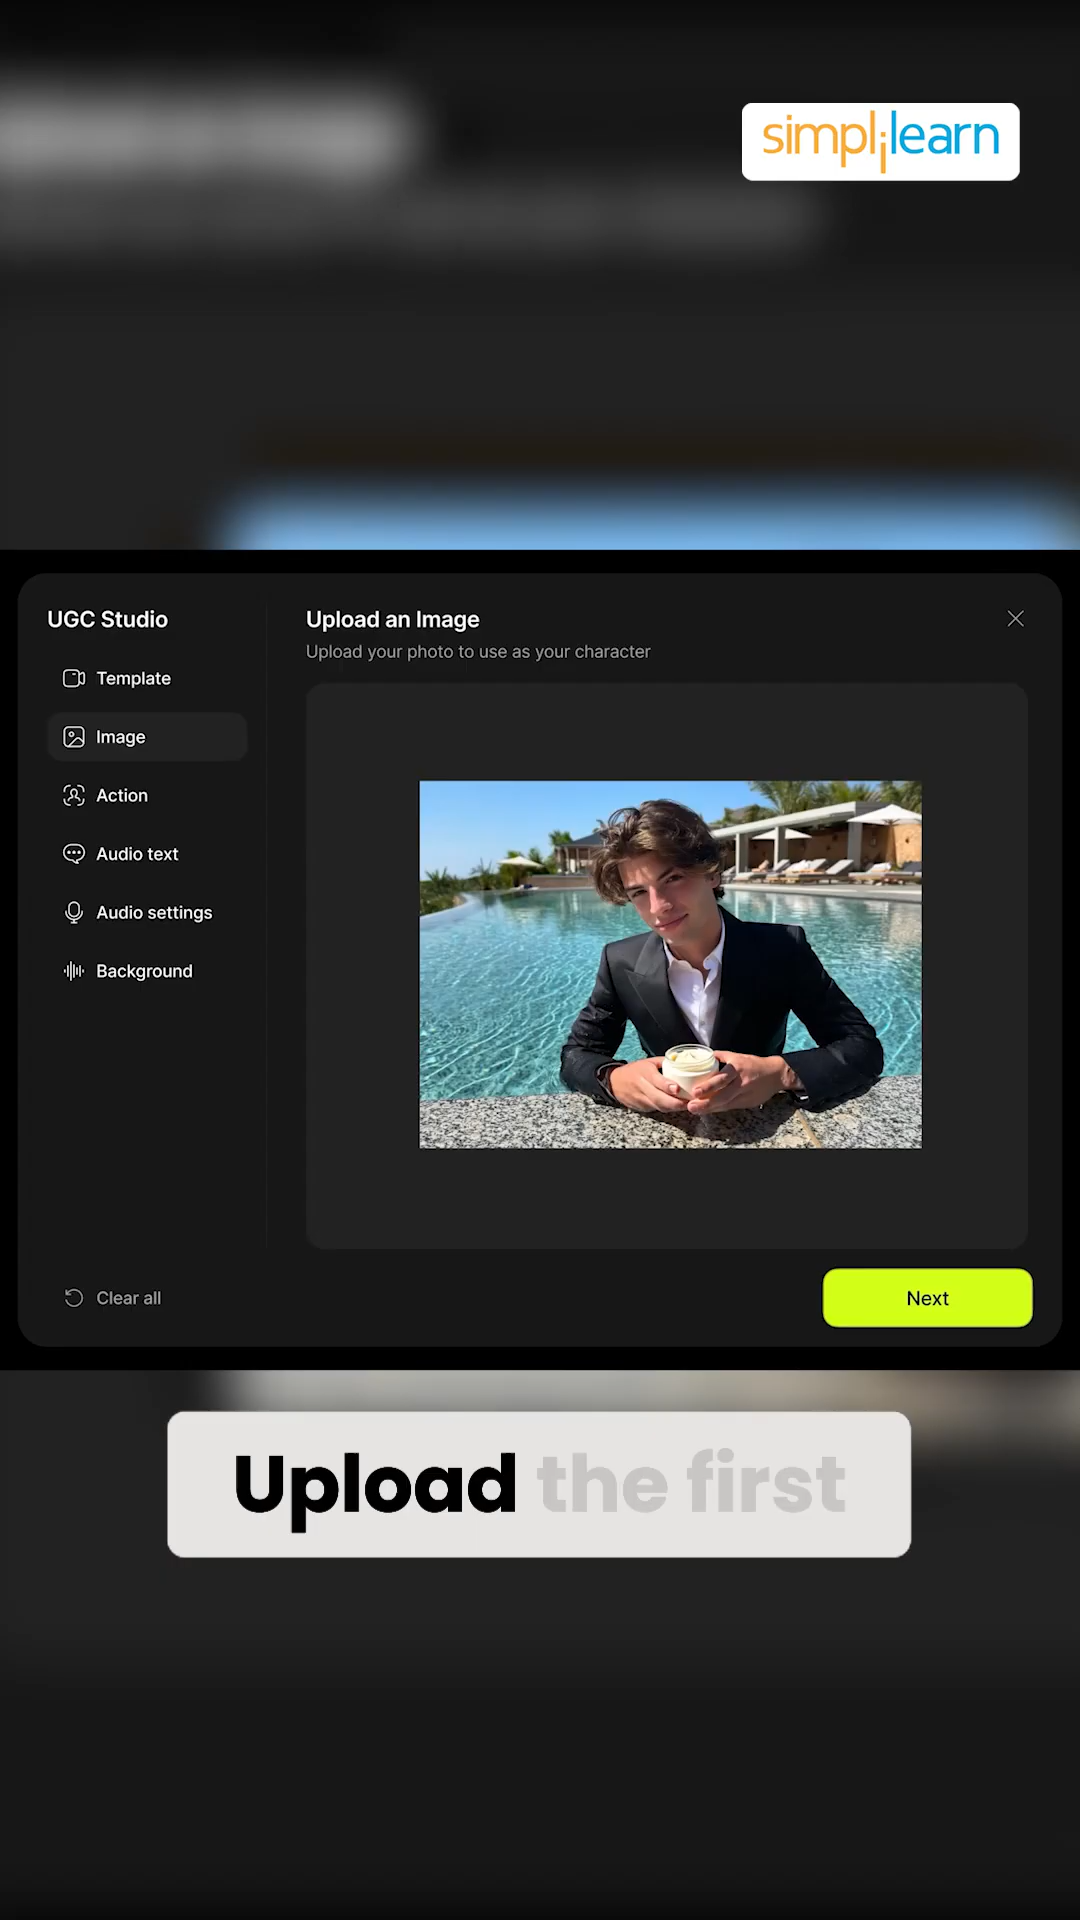 simplilearn
UGC Studio
Template
Image
Action
Audio text
Audio settings
Background
Clear all
Upload an Image
Upload your photo to use as your character
Next
Upload the first